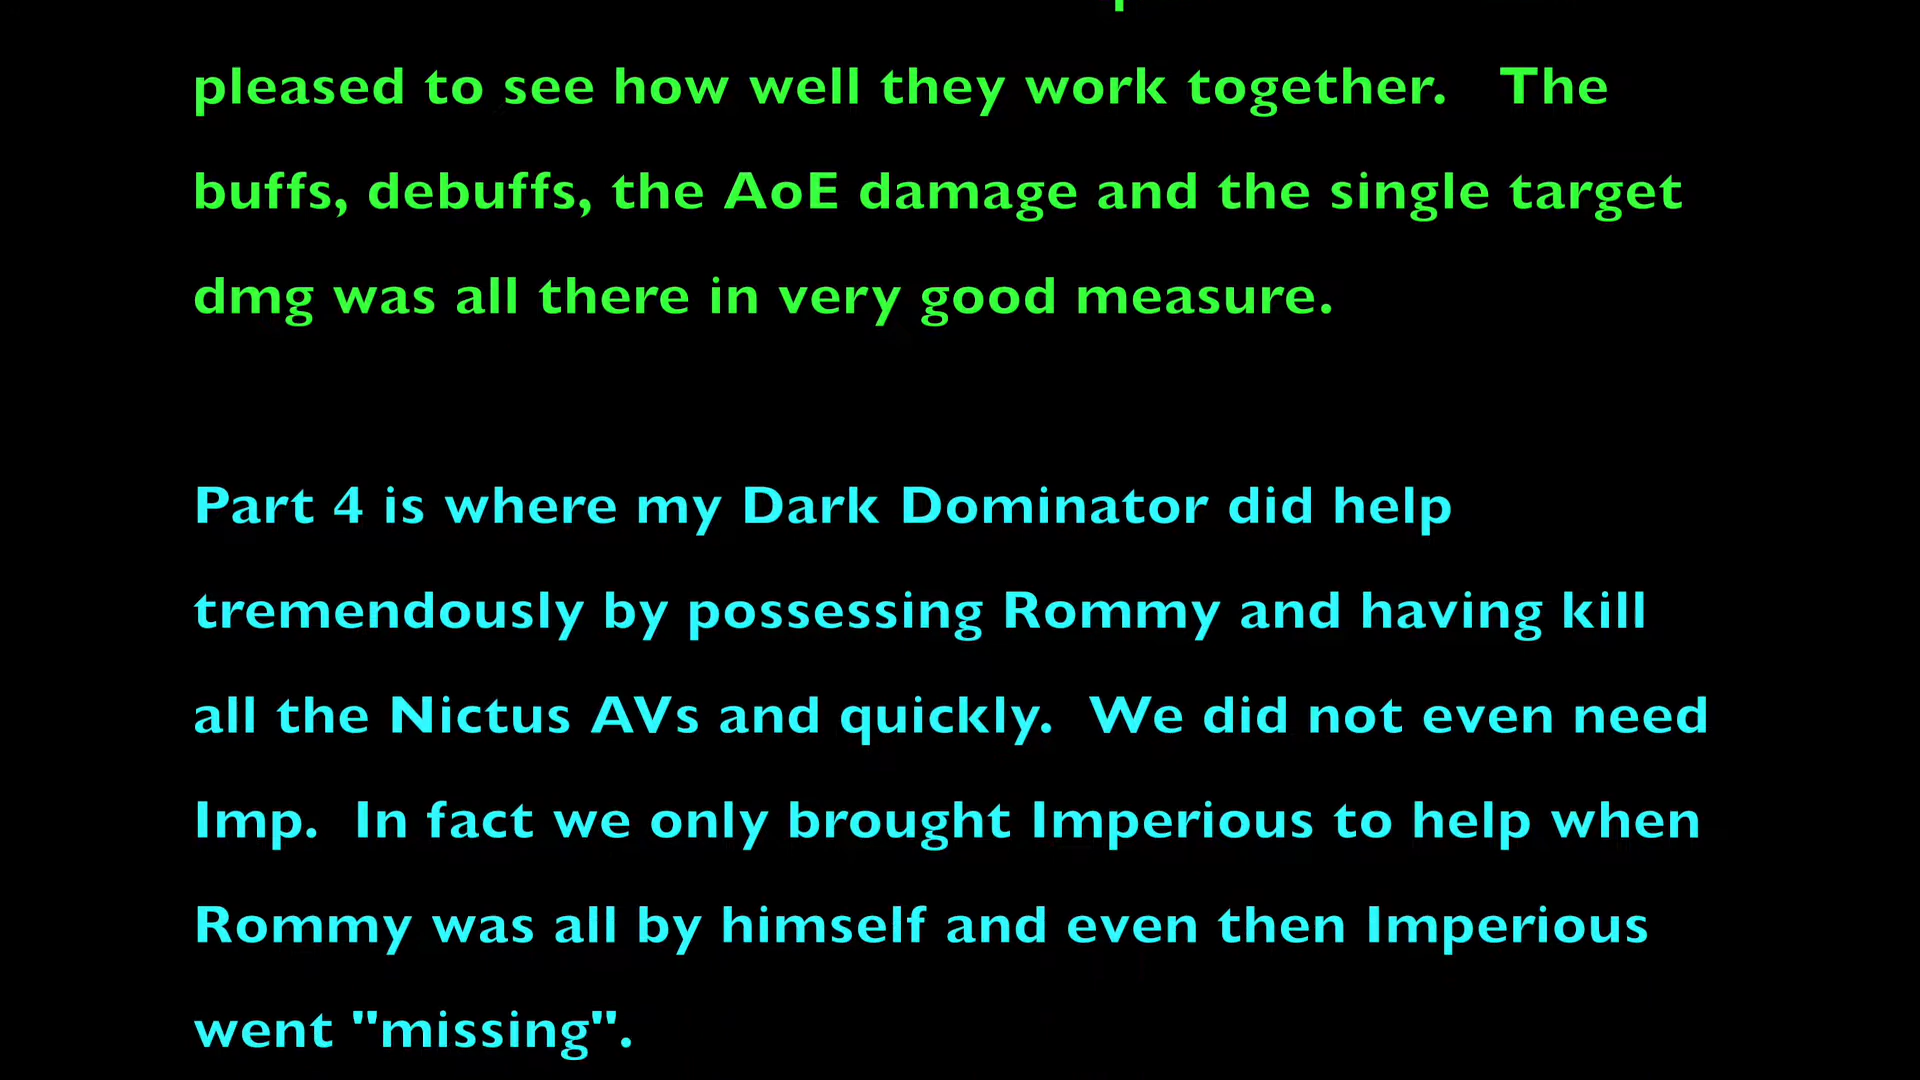 pleased to see how well they work together.   The
buffs, debuffs, the AoE damage and the single target
dmg was all there in very good measure.
Part 4 is where my Dark Dominator did help
tremendously by possessing Rommy and having kill
all the Nictus AVs and quickly.  We did not even need
Imp.  In fact we only brought Imperious to help when
Rommy was all by himself and even then Imperious
went "missing".